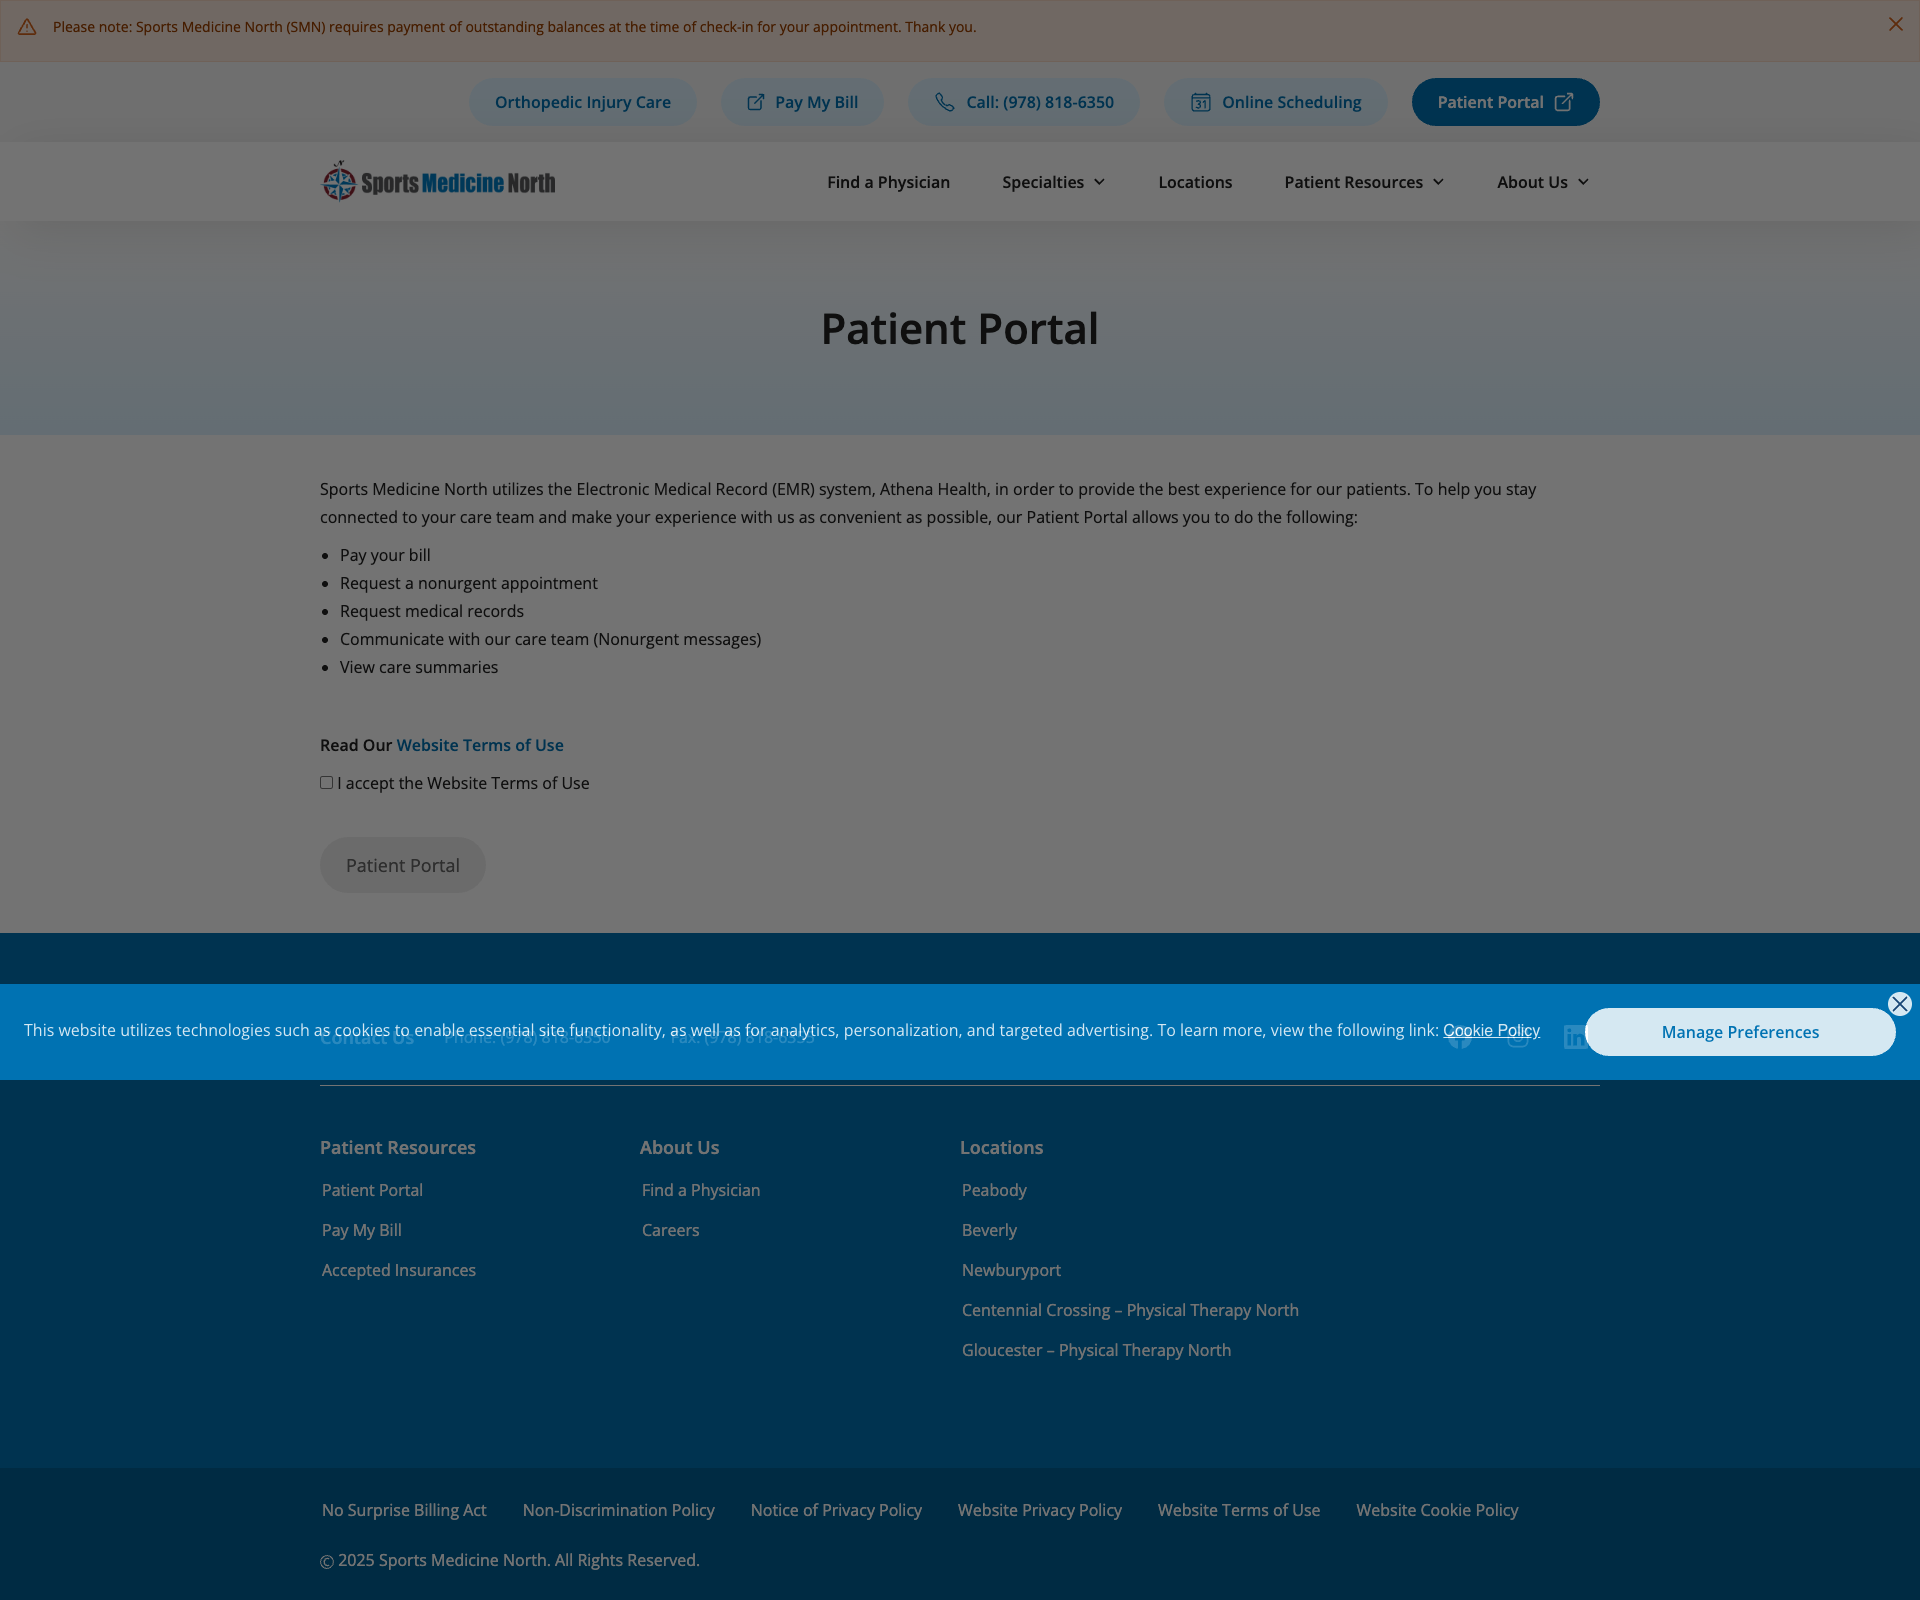 Please note: Sports Medicine North (SMN) requires payment of outstanding balances at the time of check-in for your appointment. Thank you.
Orthopedic Injury Care
Pay My Bill
Call: (978) 818-6350
31 Online Scheduling
Patient Portal
N
Sports Medicine North
Find a Physician
Specialties
Locations
Patient Resources
About Us
Patient Portal
Sports Medicine North utilizes the Electronic Medical Record (EMR) system, Athena Health, in order to provide the best experience for our patients. To help you stay
connected to your care team and make your experience with us as convenient as possible, our Patient Portal allows you to do the following:
• Pay your bill
• Request a nonurgent appointment
• Request medical records
• Communicate with our care team (Nonurgent messages)
• View care summaries
Read Our Website Terms of Use
I accept the Website Terms of Use
Patient Portal
This website utilizes technologies such as cookies to enable essential site functionality, as well as for analytics, personalization, and targeted advertising. To learn more, view the following link: Cookie Policy
Manage Preferences
Contact Us
Phone: (978) 818-6350
Fax: (978) 818-6355
Patient Resources
Patient Portal
Pay My Bill
Accepted Insurances
About Us
Find a Physician
Careers
Locations
Peabody
Beverly
Newburyport
Centennial Crossing – Physical Therapy North
Gloucester – Physical Therapy North
No Surprise Billing Act
Non-Discrimination Policy
Notice of Privacy Policy
Website Privacy Policy
Website Terms of Use
Website Cookie Policy
© 2025 Sports Medicine North. All Rights Reserved.